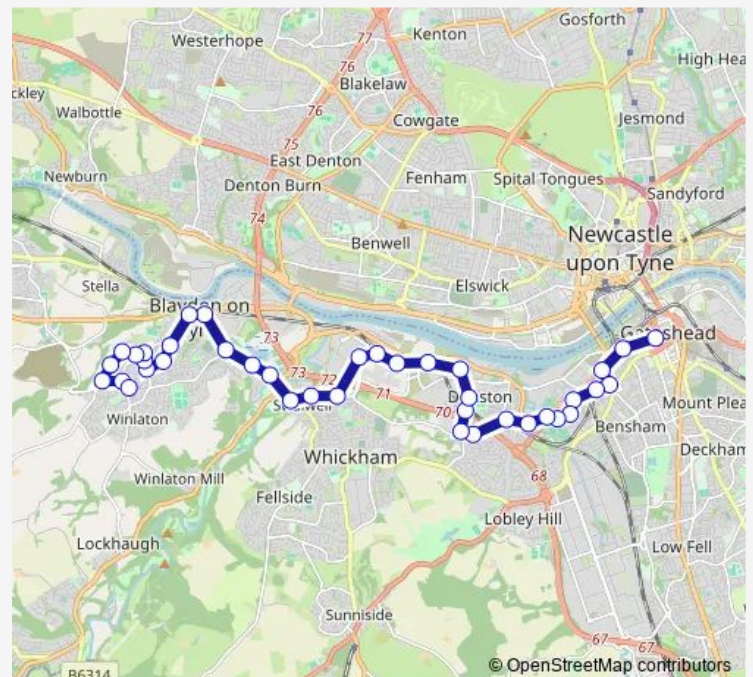 Gosforth
Kenton
Westerhope
77
High Hea
76
Blakelaw
ckley
Walbottle
76
Cowgate
Jesmond
75
East Denton
Newburn
Denton Burn
Fenham
Spital Tongues
Sandyford
74
Newcastle
upon Tyne
Benwell
Stella
Elswick
Blaydon on
73
Gateshead
73
72
71
Dunston
Winlaton
70
Mount Plea
Bensham
Whickham
Deckham
Winlaton Mill
68
Fellside
Lobley Hill
Lockhaugh
Low Fell
Sunniside
67
67
B6314
© OpenStreetMap contributors